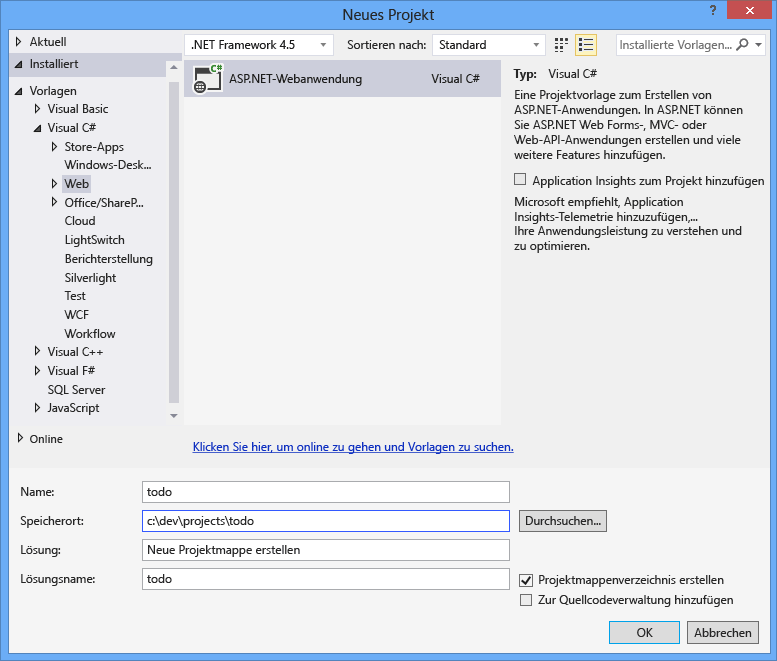 Neues Projekt
? ×
Aktuell
Installiert
Vorlagen
Visual Basic
Visual C#
Store-Apps
Windows-Desk...
Web
Office/ShareP...
Cloud
LightSwitch
Berichterstellung
Silverlight
Test
WCF
Workflow
Visual C++
Visual F#
SQL Server
JavaScript
Online
.NET Framework 4.5
Sortieren nach:
Standard
Installierte Vorlagen...
C#
ASP.NET-Webanwendung
Visual C#
Klicken Sie hier, um online zu gehen und Vorlagen zu suchen.
Typ: Visual C#
Eine Projektvorlage zum Erstellen von
ASP.NET-Anwendungen. In ASP.NET können
Sie ASP.NET Web Forms-, MVC- oder
Web-API-Anwendungen erstellen und viele
weitere Features hinzufügen.
Application Insights zum Projekt hinzufügen
Microsoft empfiehlt, Application
Insights-Telemetrie hinzuzufügen,...
Ihre Anwendungsleistung zu verstehen und
zu optimieren.
Name:
todo
Speicherort:
c:\dev\projects\todo
Durchsuchen...
Lösung:
Neue Projektmappe erstellen
Lösungsname:
todo
Projektmappenverzeichnis erstellen
Zur Quellcodeverwaltung hinzufügen
OK
Abbrechen